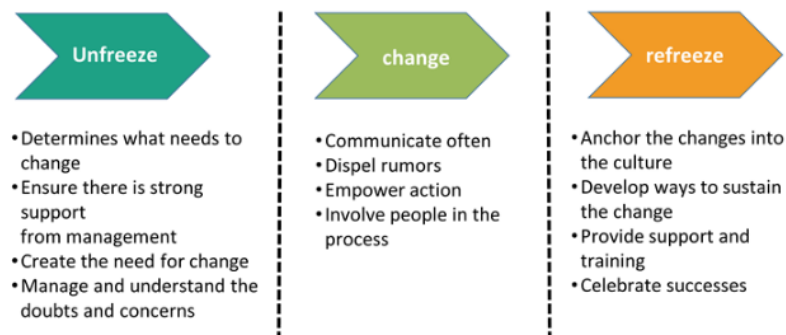 Unfreeze
•Determines what needs to
change
•Ensure there is strong
support
from management
•Create the need for change
•Manage and understand the
doubts and concerns
change
•Communicate often
•Dispel rumors
•Empower action
•Involve people in the
process
refreeze
•Anchor the changes into
the culture
•Develop ways to sustain
the change
•Provide support and
training
•Celebrate successes